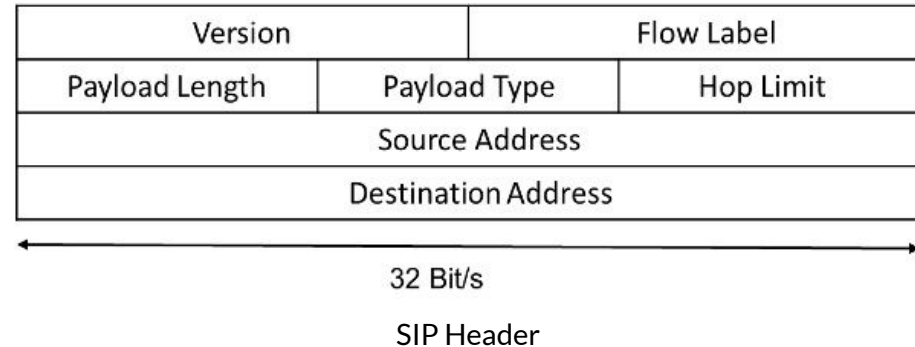 Version Flow Label
Payload Length Payload Type Hop Limit
Source Address
Destination Address
32 Bit/s
SIP Header